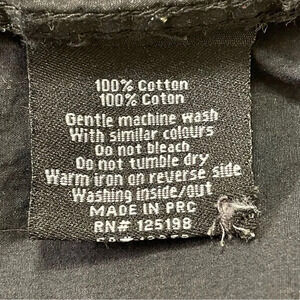 100% Cotton
100% Coton
Gentle machine wash
With similar colours
Do not bleach
Do not tumble dry
Warm iron on reverse side
Washing inside/out
MADE IN PRC
RN# 125198